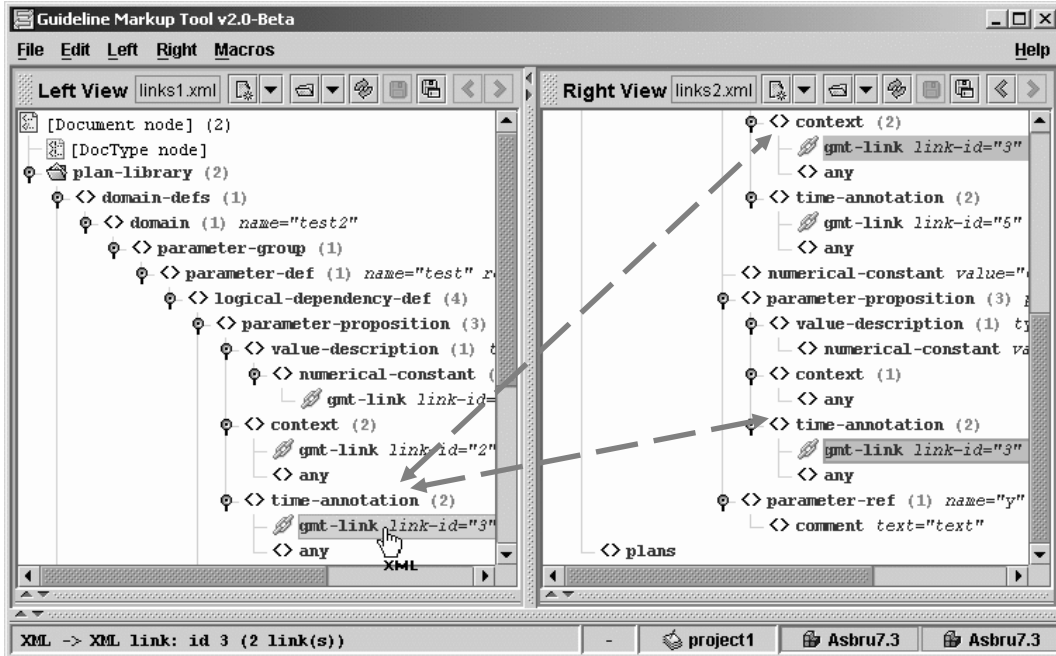 Guideline Markup Tool v2.0-Beta
File Edit Left Right Macros Help
Left View links1.xml
[Document node] (2)
[DocType node]
plan-library (2)
<> domain-defs (1)
<> domain (1) name="test2"
<> parameter-group (1)
<> parameter-def (1) name="test" r
<> logical-dependency-def (4)
<> parameter-proposition (3)
<> value-description (1) t
<> numerical-constant (
gmt-link link-id=
<> context (2)
gmt-link link-id="2"
<> any
<> time-annotation (2)
gmt-link link-id="3"
<> any
XML
Right View links2.xml
<> context (2)
gmt-link link-id="3"
<> any
<> time-annotation (2)
gmt-link link-id="5"
<> any
<> numerical-constant value="
<> parameter-proposition (3)
<> value-description (1) ty
<> numerical-constant va
<> context (1)
<> any
<> time-annotation (2)
gmt-link link-id="3"
<> any
<> parameter-ref (1) name="y"
<> comment text="text"
<> plans
XML -> XML link: id 3 (2 link(s)) - project1 Asbru7.3 Asbru7.3